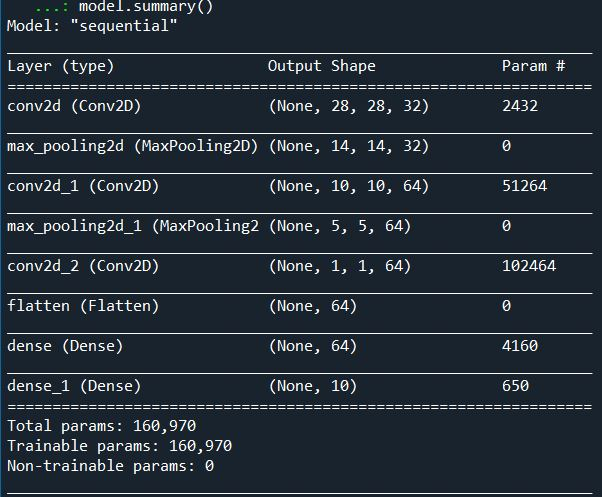 ...: model.summary()
Model: "sequential"
_________________________________________________________________
Layer (type)                 Output Shape              Param #
=================================================================
conv2d (Conv2D)              (None, 28, 28, 32)        2432
_________________________________________________________________
max_pooling2d (MaxPooling2D) (None, 14, 14, 32)        0
_________________________________________________________________
conv2d_1 (Conv2D)            (None, 10, 10, 64)        51264
_________________________________________________________________
max_pooling2d_1 (MaxPooling2 (None, 5, 5, 64)          0
_________________________________________________________________
conv2d_2 (Conv2D)            (None, 1, 1, 64)          102464
_________________________________________________________________
flatten (Flatten)            (None, 64)                0
_________________________________________________________________
dense (Dense)                (None, 64)                4160
_________________________________________________________________
dense_1 (Dense)              (None, 10)                650
=================================================================
Total params: 160,970
Trainable params: 160,970
Non-trainable params: 0
_________________________________________________________________